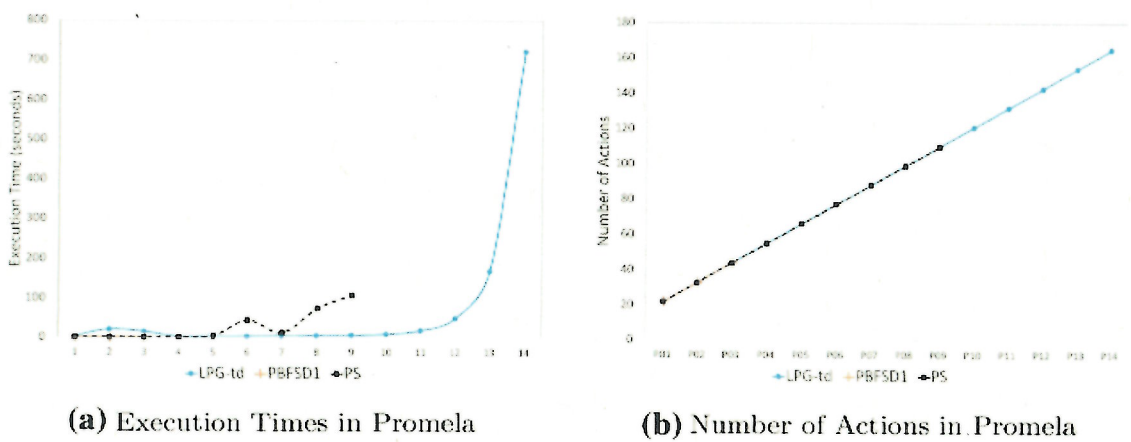 800
700
600
500
400
300
200
100
0
Execution Time (seconds)
1 2 3 4 5 6 7 8 9 10 11 12 13 14
LPG-td PBFSD1 PS
(a) Execution Times in Promela
180
160
140
120
100
80
60
40
20
0
Number of Actions
P01 P02 P03 P04 P05 P06 P07 P08 P09 P10 P11 P12 P13 P14
LPG-td PBFSD1 PS
(b) Number of Actions in Promela